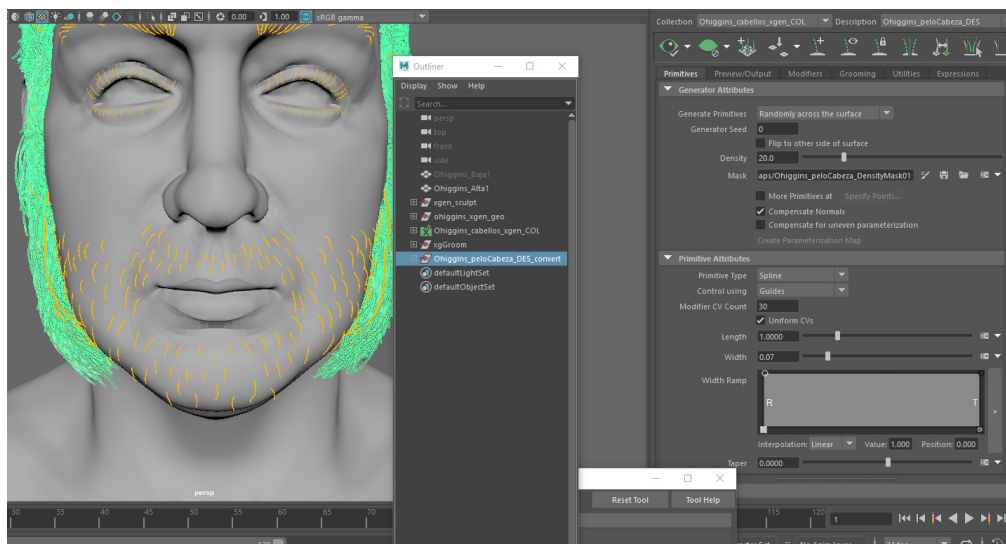 0.00
1.00
sRGB gamma
Collection Ohiggins_cabellos_xgen_COL Description Ohiggins_peloCabeza_DES
Primitives Preview/Output Modifiers Grooming Utilities Expressions
Generator Attributes
Generate Primitives Randomly across the surface
Generator Seed 0
Flip to other side of surface
Density 20.0
Mask aps/Ohiggins_peloCabeza_DensityMask01
More Primitives at Specify Points...
Compensate Normals
Compensate for uneven parameterization
Create Parameterization Map
Primitive Attributes
Primitive Type Spline
Control using Guides
Modifier CV Count 30
Uniform CVs
Length 1.0000
Width 0.07
Width Ramp
R T
>
Interpolation: Linear Value: 1.000 Position: 0.000
Taper 0.0000
Outliner
Display Show Help
Search...
persp
top
front
side
Ohiggins_Baja1
Ohiggins_Alta1
xgen_sculpt
ohiggins_xgen_geo
Ohiggins_cabellos_xgen_COL
xgGroom
Ohiggins_peloCabeza_DES_convert
defaultLightSet
defaultObjectSet
persp
Reset Tool Tool Help
30 35 40 45 50 55 60 65 70
115 120
1